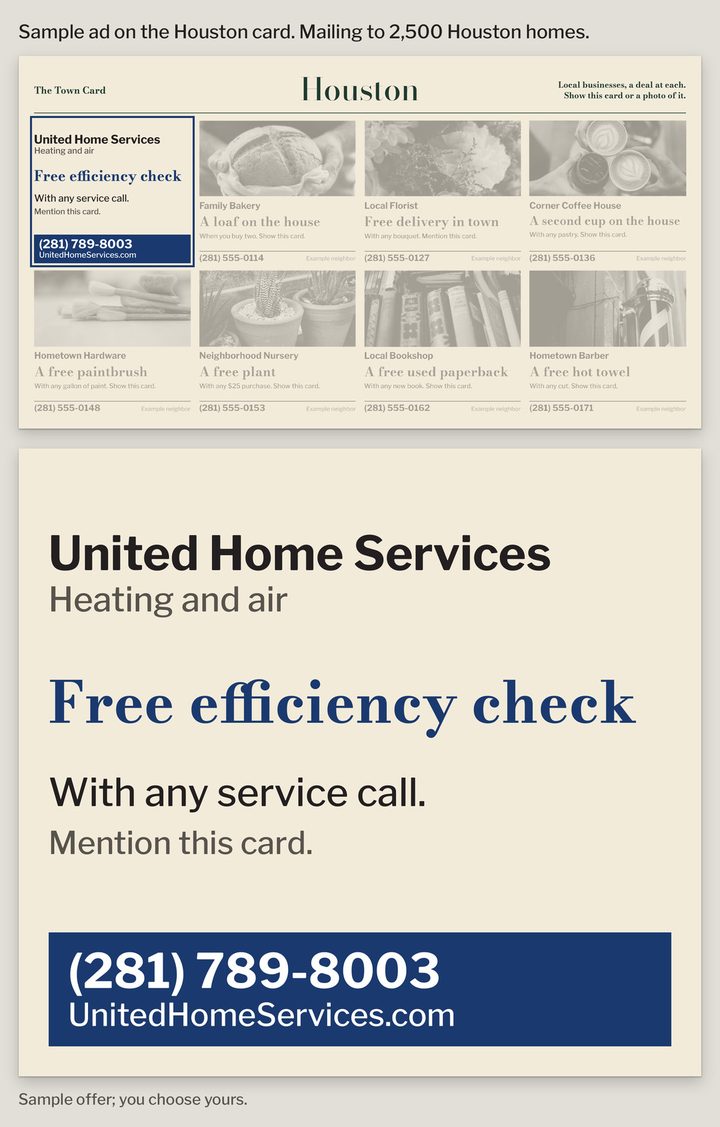 Sample ad on the Houston card. Mailing to 2,500 Houston homes.
The Town Card
Houston
Local businesses, a deal at each.
Show this card or a photo of it.
United Home Services
Heating and air
Free efficiency check
With any service call.
Mention this card.
(281) 789-8003
UnitedHomeServices.com
Family Bakery
A loaf on the house
When you buy two. Show this card.
(281) 555-0114
Example neighbor
Local Florist
Free delivery in town
With any bouquet. Mention this card.
(281) 555-0127
Example neighbor
Corner Coffee House
A second cup on the house
With any pastry. Show this card.
(281) 555-0136
Example neighbor
Hometown Hardware
A free paintbrush
With any gallon of paint. Show this card.
(281) 555-0148
Example neighbor
Neighborhood Nursery
A free plant
With any $25 purchase. Show this card.
(281) 555-0153
Example neighbor
Local Bookshop
A free used paperback
With any new book. Show this card.
(281) 555-0162
Example neighbor
Hometown Barber
A free hot towel
With any cut. Show this card.
(281) 555-0171
Example neighbor
United Home Services
Heating and air
Free efficiency check
With any service call.
Mention this card.
(281) 789-8003
UnitedHomeServices.com
Sample offer; you choose yours.